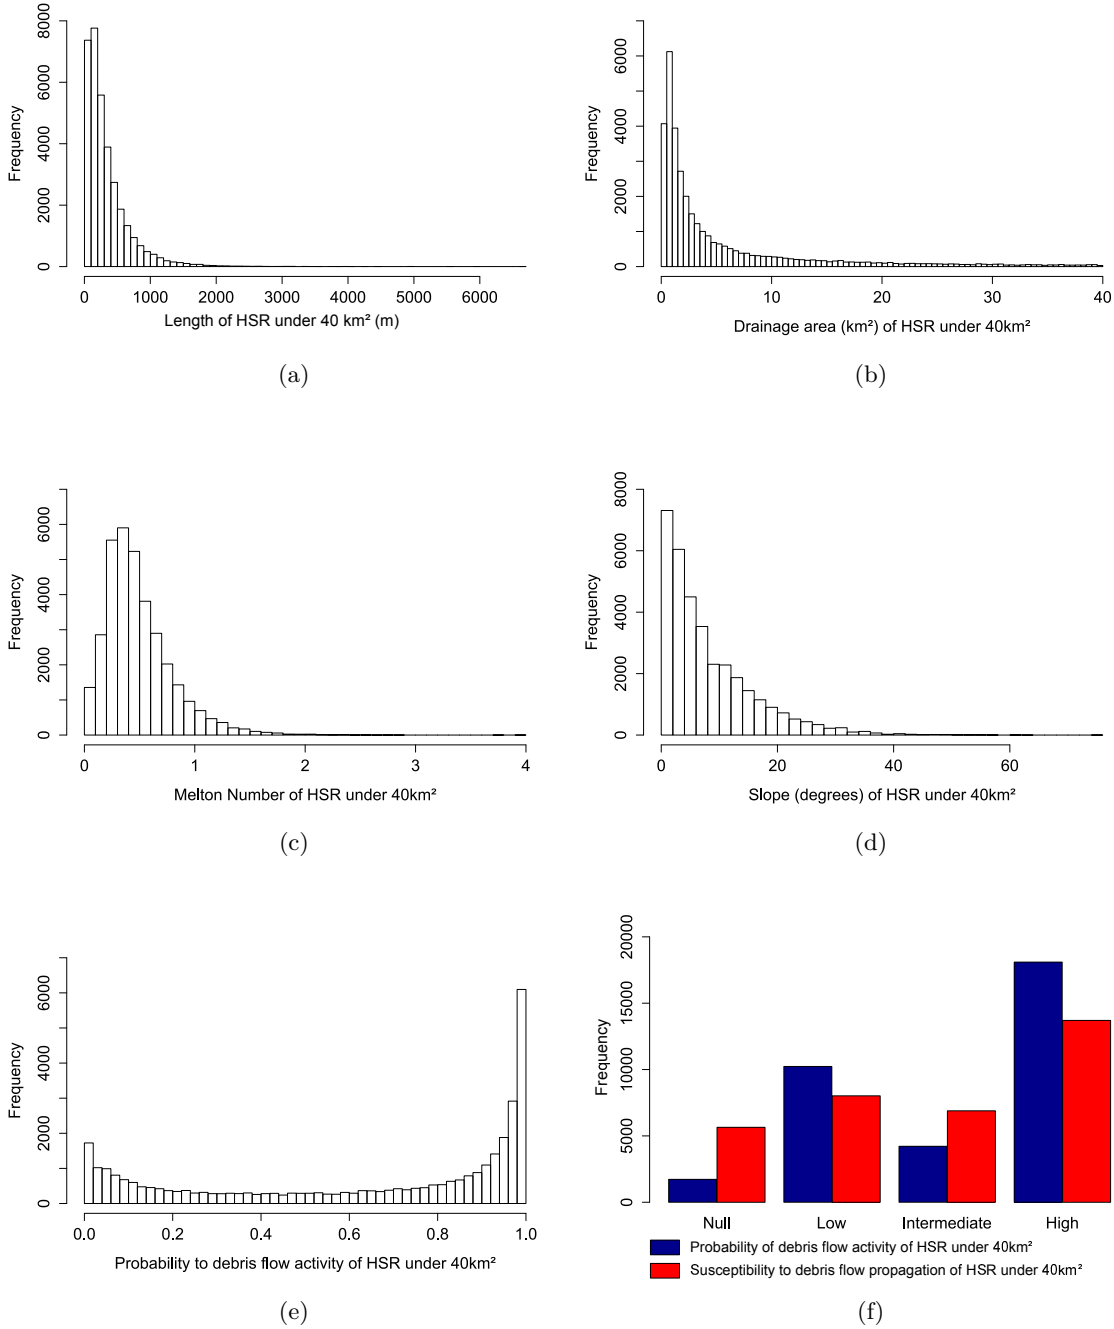 Frequency
0 2000 4000 6000 8000
0 1000 2000 3000 4000 5000 6000
Length of HSR under 40 km² (m)
(a)
Frequency
0 2000 4000 6000
0 10 20 30 40
Drainage area (km²) of HSR under 40km²
(b)
Frequency
0 2000 4000 6000
0 1 2 3 4
Melton Number of HSR under 40km²
(c)
Frequency
0 2000 4000 6000 8000
0 20 40 60
Slope (degrees) of HSR under 40km²
(d)
Frequency
0 2000 4000 6000
0.0 0.2 0.4 0.6 0.8 1.0
Probability to debris flow activity of HSR under 40km²
(e)
Frequency
0 5000 10000 15000 20000
Null Low Intermediate High
Probability of debris flow activity of HSR under 40km²
Susceptibility to debris flow propagation of HSR under 40km²
(f)